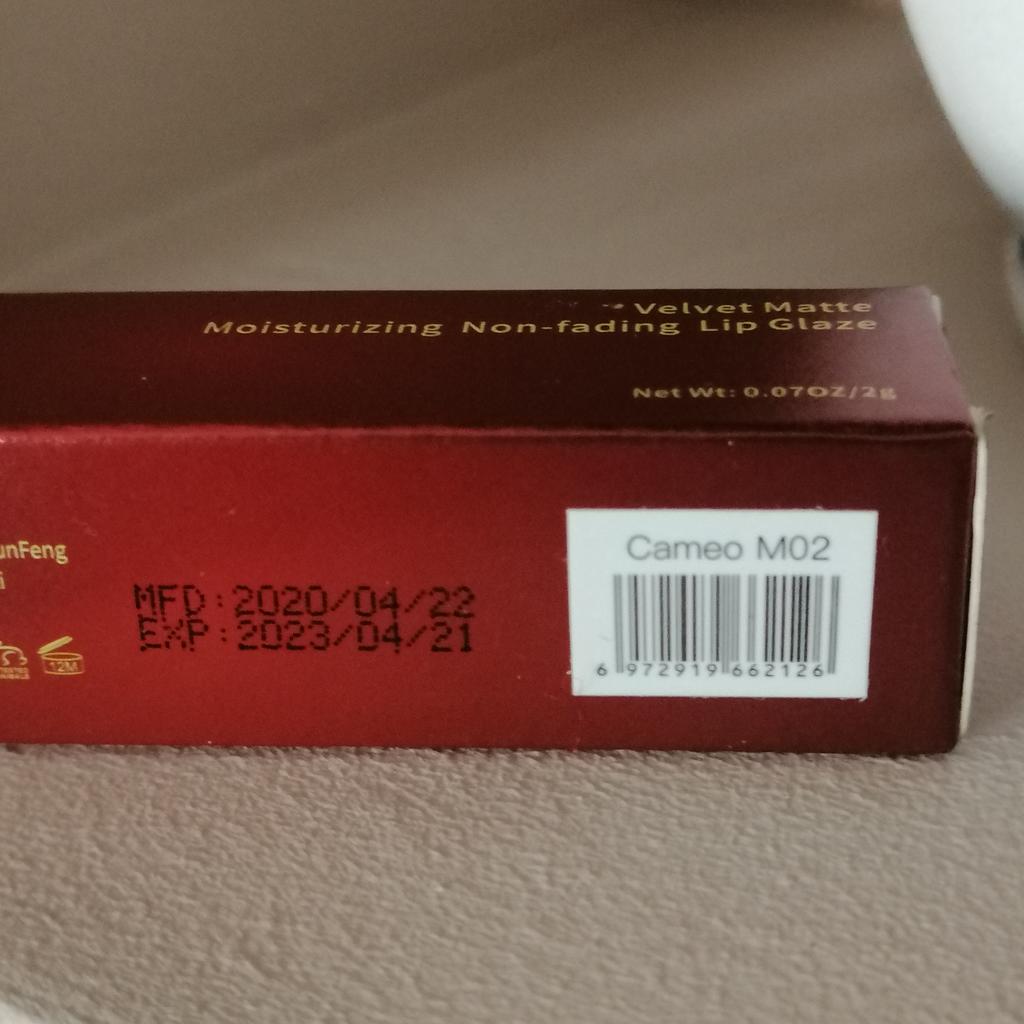 Velvet Matte
Moisturizing Non-fading Lip Glaze
Net Wt: 0.07OZ/2g
unFeng
i
12M
MFD:2020/04/22
EXP:2023/04/21
Cameo M02
6 972919 662126